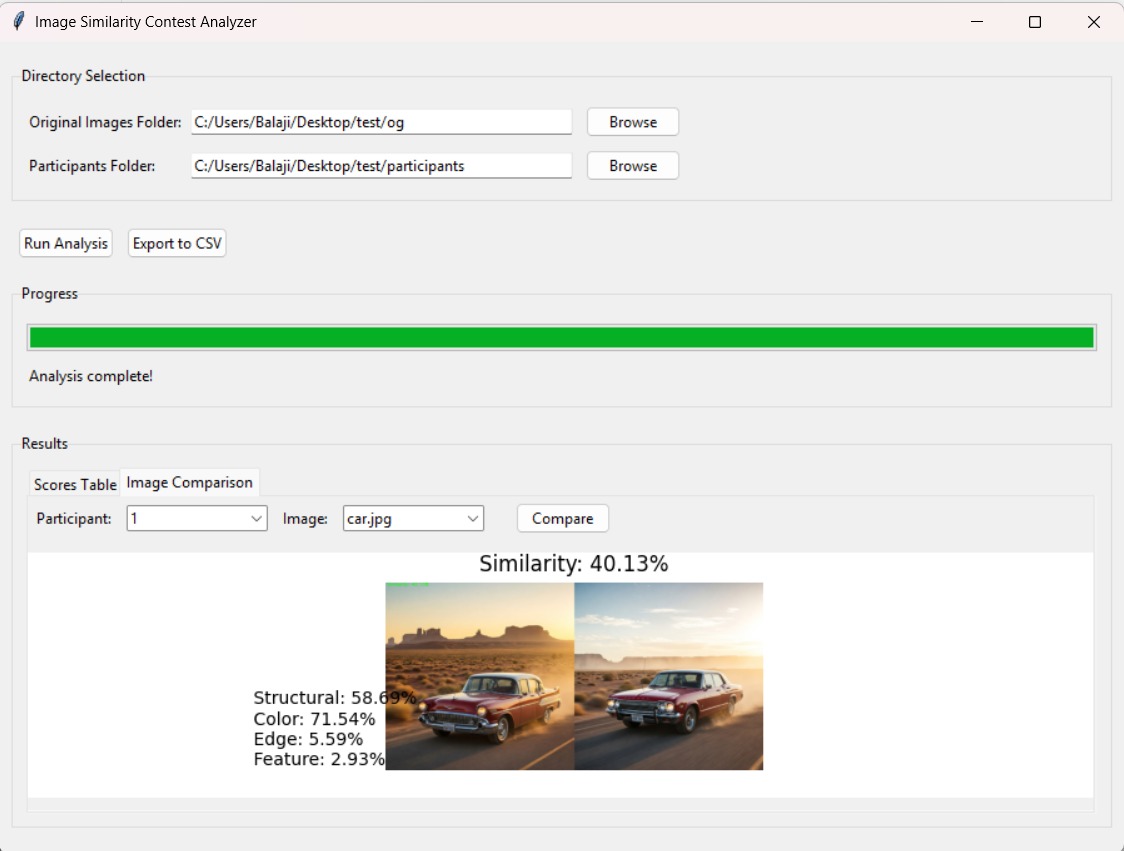 Image Similarity Contest Analyzer
Directory Selection
Original Images Folder: C:/Users/Balaji/Desktop/test/og Browse
Participants Folder: C:/Users/Balaji/Desktop/test/participants Browse
Run Analysis Export to CSV
Progress
Analysis complete!
Results
Scores Table Image Comparison
Participant: 1 Image: car.jpg Compare
Similarity: 40.13%
Structural: 58.69%
Color: 71.54%
Edge: 5.59%
Feature: 2.93%